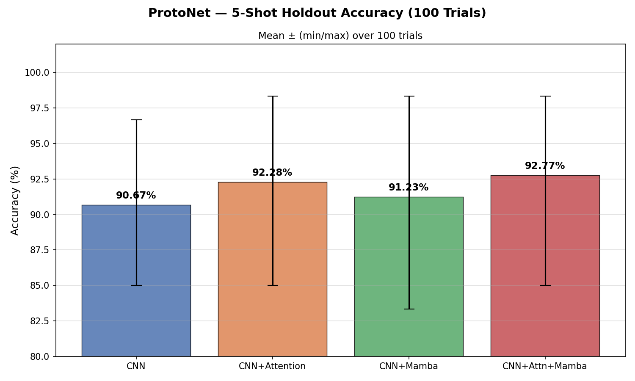 ProtoNet — 5-Shot Holdout Accuracy (100 Trials)
Mean ± (min/max) over 100 trials
Accuracy (%)
100.0
97.5
95.0
92.5
90.0
87.5
85.0
82.5
80.0
90.67%
92.28%
91.23%
92.77%
CNN
CNN+Attention
CNN+Mamba
CNN+Attn+Mamba